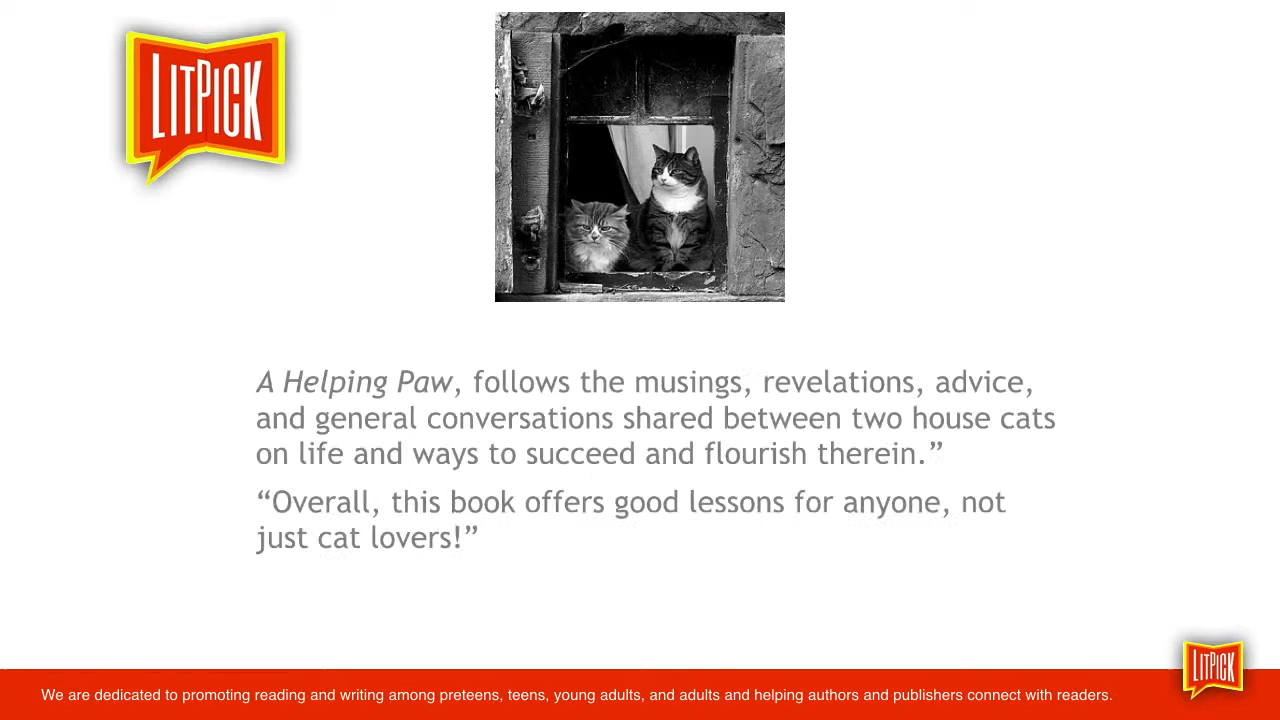 LITPICK
A Helping Paw, follows the musings, revelations, advice,
and general conversations shared between two house cats
on life and ways to succeed and flourish therein.”
“Overall, this book offers good lessons for anyone, not
just cat lovers!”
LITPICK
We are dedicated to promoting reading and writing among preteens, teens, young adults, and adults and helping authors and publishers connect with readers.